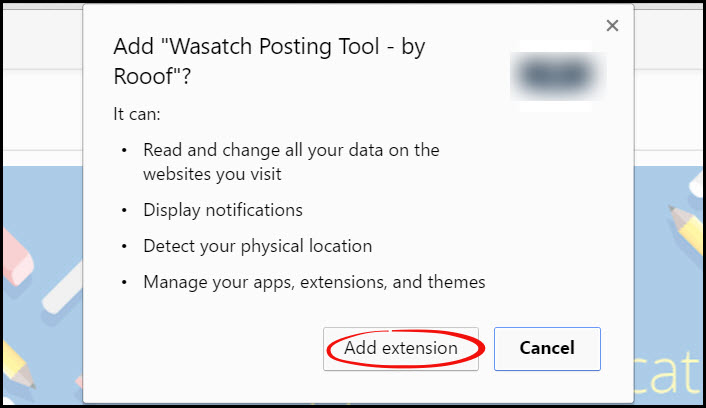 Add "Wasatch Posting Tool - by
Rooof"?
It can:
• Read and change all your data on the
websites you visit
• Display notifications
• Detect your physical location
• Manage your apps, extensions, and themes
Add extension
Cancel
cat